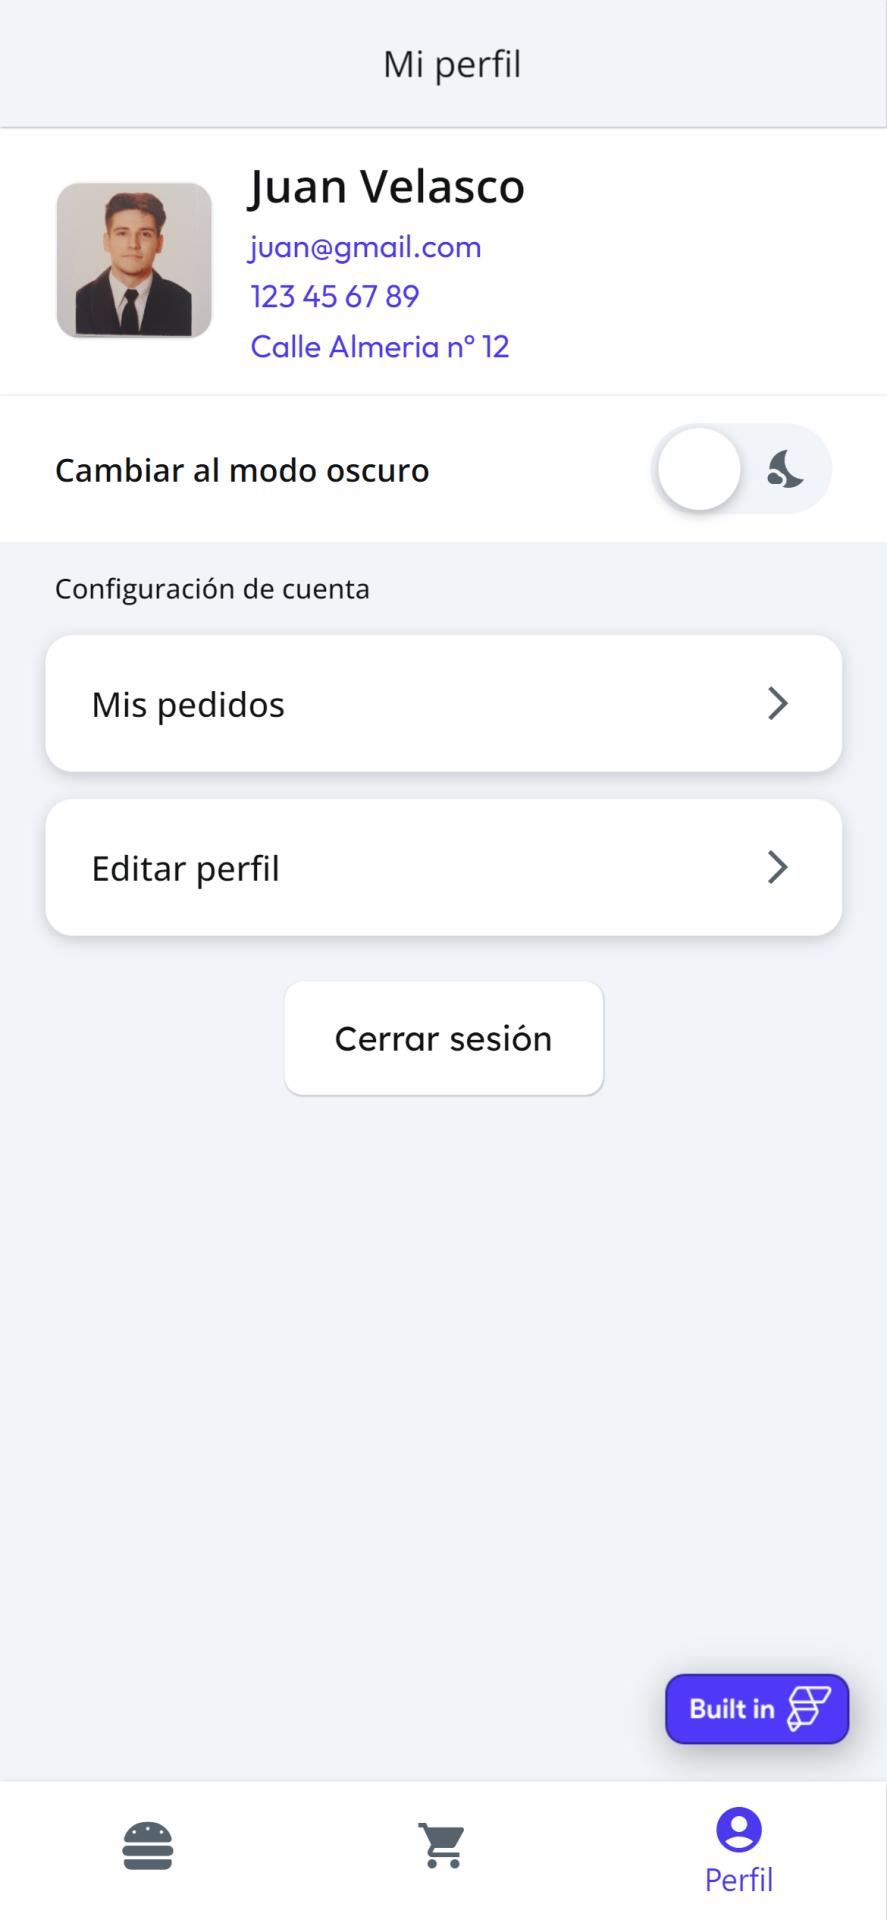 Mi perfil
Juan Velasco
juan@gmail.com
123 45 67 89
Calle Almeria nº 12
Cambiar al modo oscuro
Configuración de cuenta
Mis pedidos
Editar perfil
Cerrar sesión
Built in
Perfil